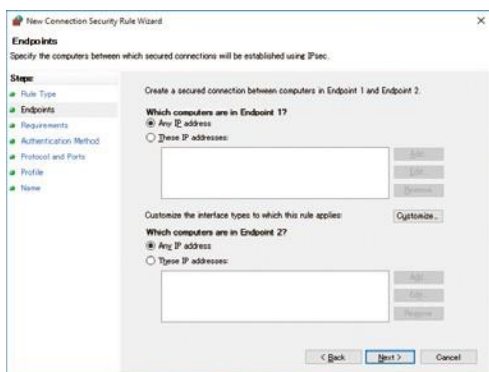 New Connection Security Rule Wizard
Endpoints
Specify the computers between which secured connections will be established using IPsec.
Steps:
Rule Type
Endpoints
Requirements
Authentication Method
Protocol and Ports
Profile
Name
Create a secured connection between computers in Endpoint 1 and Endpoint 2.
Which computers are in Endpoint 1?
Any IP address
These IP addresses:
Add...
Edit...
Remove
Customize the interface types to which this rule applies:
Customize...
Which computers are in Endpoint 2?
Any IP address
These IP addresses:
Add...
Edit...
Remove
< Back
Next >
Cancel